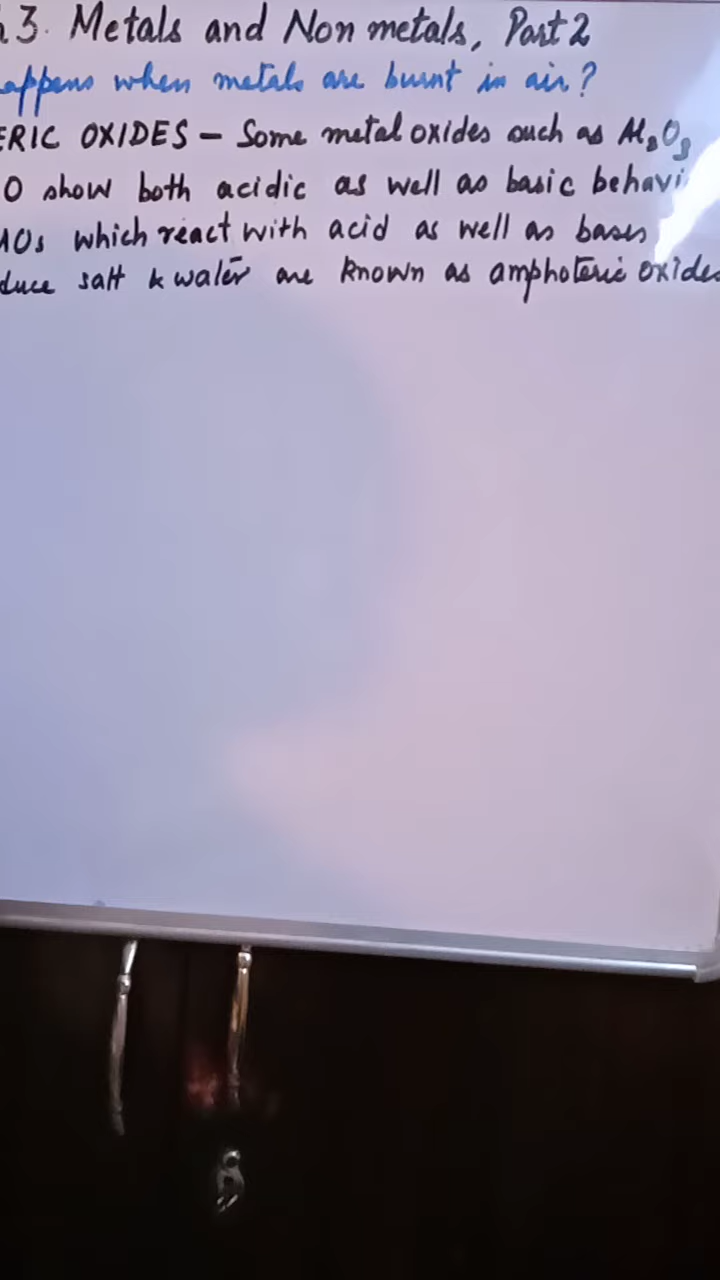 3. Metals and Non metals, Part 2
appens when metals are burnt in air?
ERIC OXIDES – Some metal oxides such as Al₂O₃
O show both acidic as well as basic behavi
Os which react with acid as well as bases
duce salt & water are known as amphoteric oxides